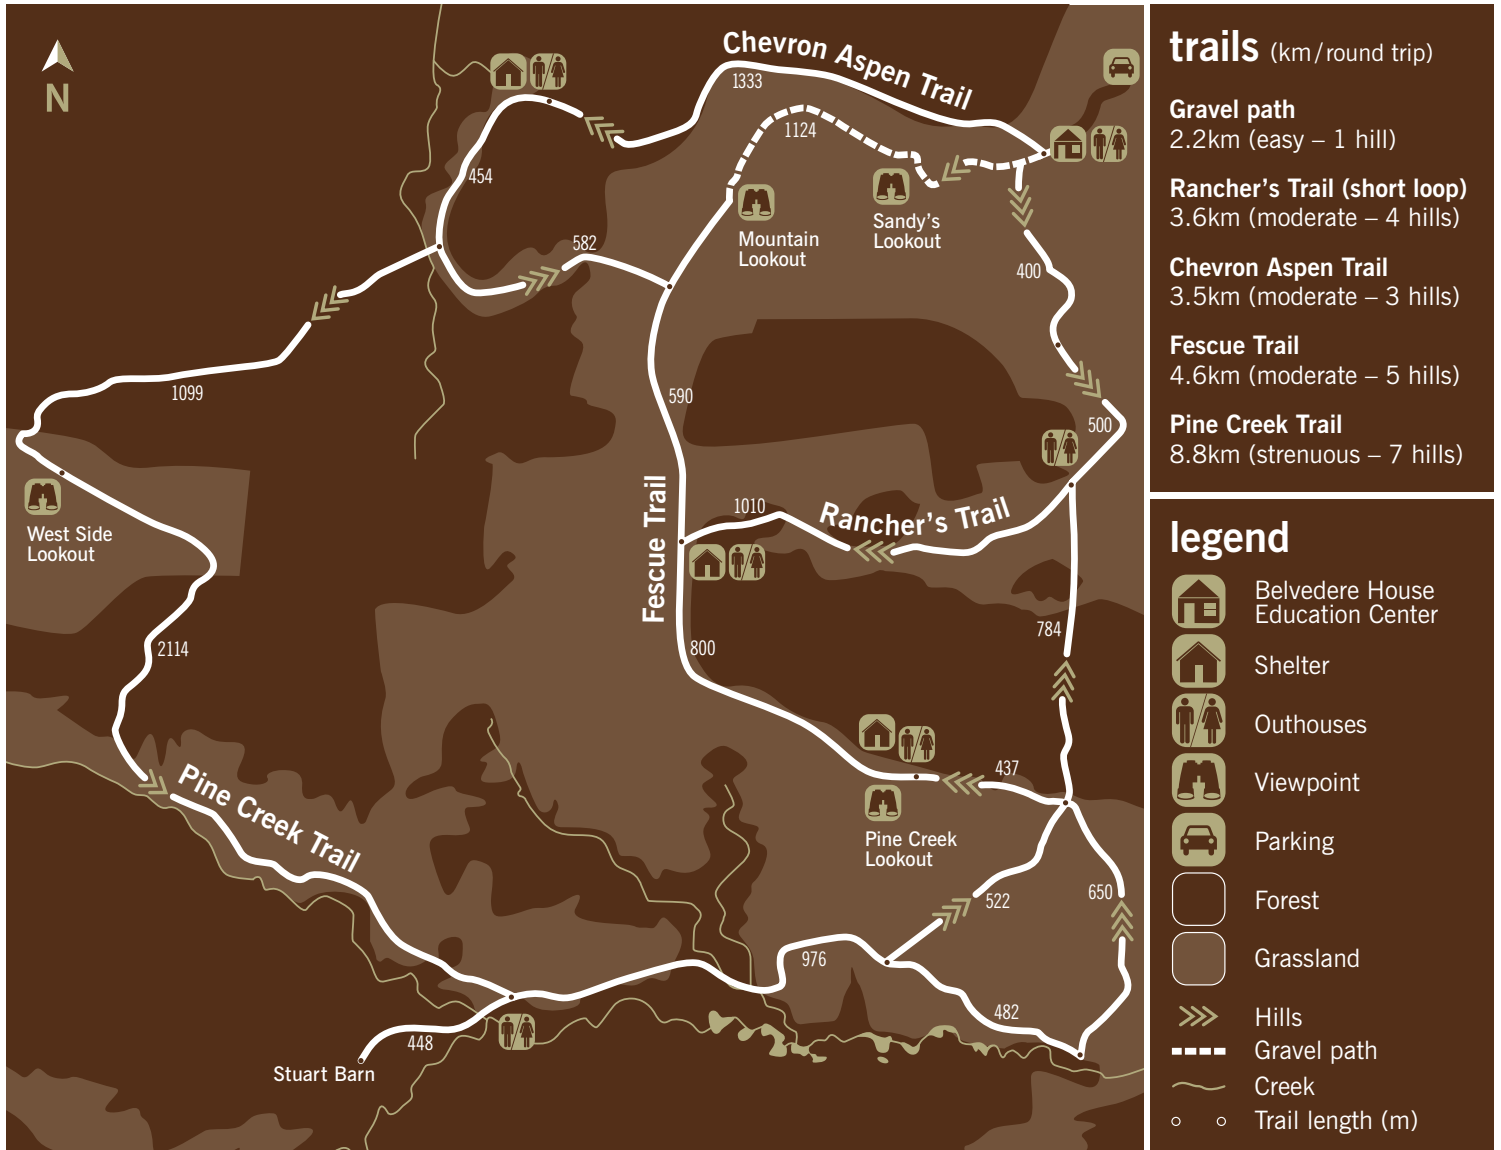 N
Chevron Aspen Trail
1333
1124
454
Mountain
Lookout
Sandy's
Lookout
582
400
1099
590
500
West Side
Lookout
Fescue Trail
1010
Rancher's Trail
2114
800
784
Pine Creek Trail
437
Pine Creek
Lookout
522
650
976
482
448
Stuart Barn
trails (km/round trip)
Gravel path
2.2km (easy – 1 hill)
Rancher's Trail (short loop)
3.6km (moderate – 4 hills)
Chevron Aspen Trail
3.5km (moderate – 3 hills)
Fescue Trail
4.6km (moderate – 5 hills)
Pine Creek Trail
8.8km (strenuous – 7 hills)
legend
Belvedere House
Education Center
Shelter
Outhouses
Viewpoint
Parking
Forest
Grassland
Hills
Gravel path
Creek
Trail length (m)